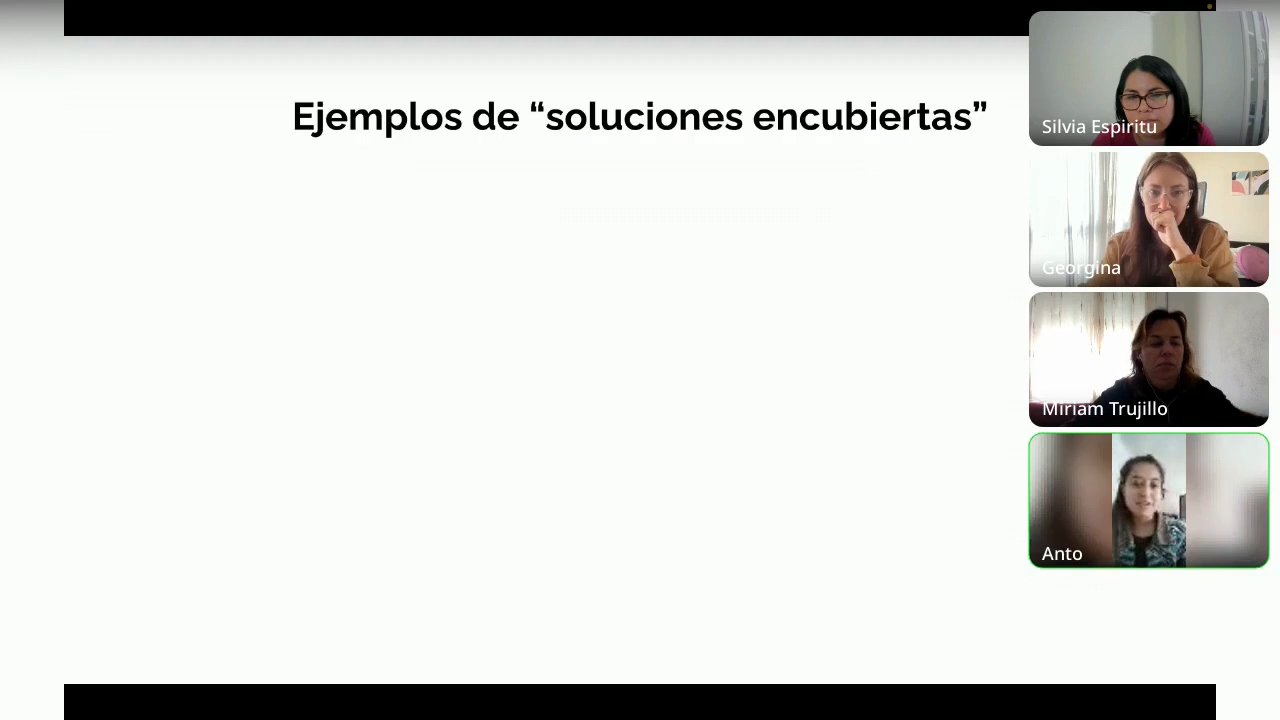 Ejemplos de “soluciones encubiertas”
Silvia Espiritu
Georgina
Miriam Trujillo
Anto